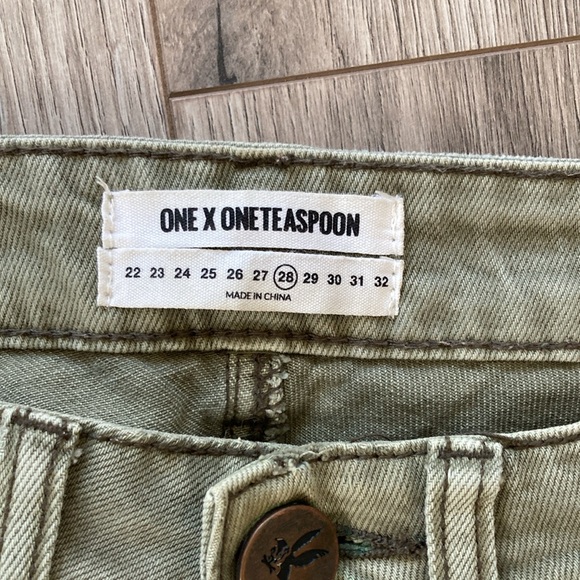 ONE X ONETEASPOON
22 23 24 25 26 27 28 29 30 31 32
MADE IN CHINA